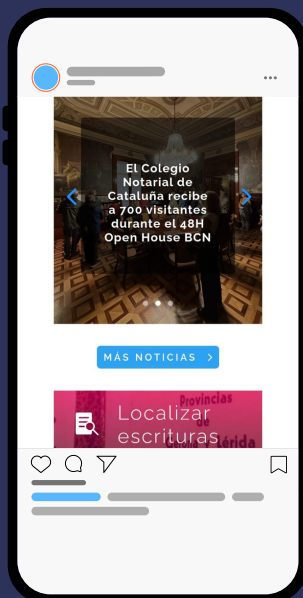 El Colegio
Notarial de
Cataluña recibe
a 700 visitantes
durante el 48H
Open House BCN
MÁS NOTICIAS
Provincias
Localizar
escrituras
Lérida